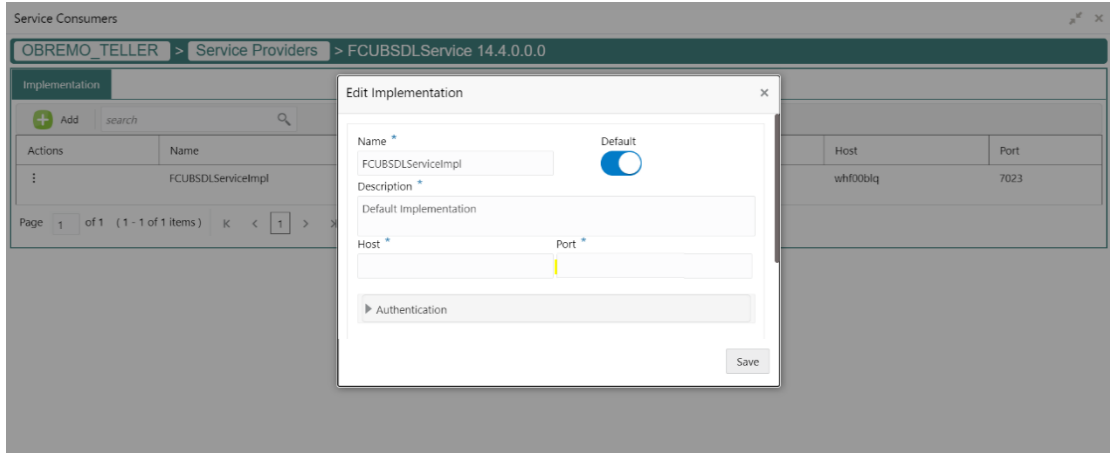 Service Consumers
OBREMO_TELLER > Service Providers > FCUBSDLService 14.4.0.0.0
Implementation
Add search
Actions Name Host Port
FCUBSDLServiceImpl whf00blq 7023
Page 1 of 1 (1 - 1 of 1 items) 1
Edit Implementation
Name * Default
FCUBSDLServiceImpl
Description *
Default Implementation
Host * Port *
Authentication
Save